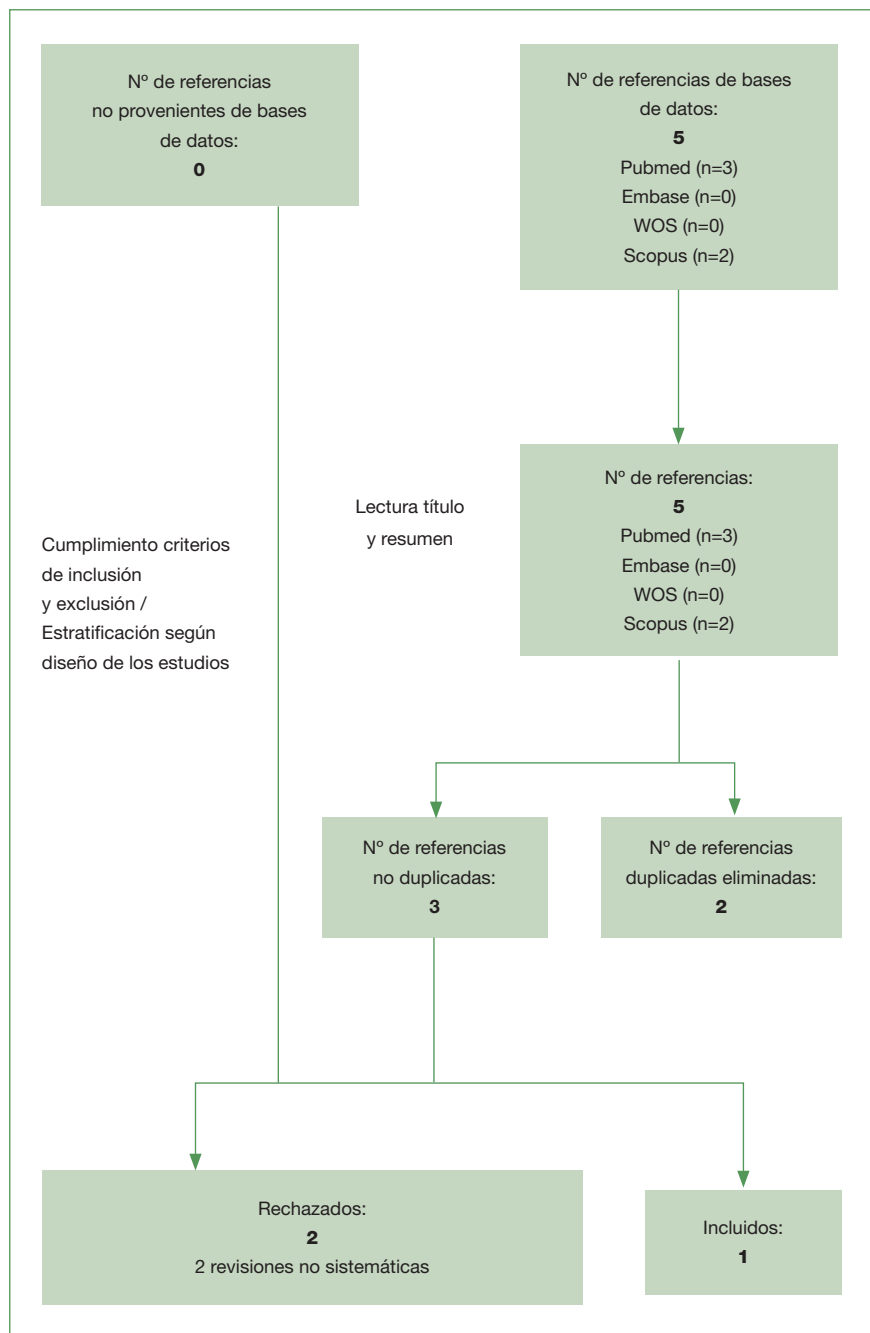 Nº de referencias
no provenientes de bases
de datos:
0
Nº de referencias de bases
de datos:
5
Pubmed (n=3)
Embase (n=0)
WOS (n=0)
Scopus (n=2)
Lectura título
y resumen
Nº de referencias:
5
Pubmed (n=3)
Embase (n=0)
WOS (n=0)
Scopus (n=2)
Cumplimiento criterios
de inclusión
y exclusión /
Estratificación según
diseño de los estudios
Nº de referencias
no duplicadas:
3
Nº de referencias
duplicadas eliminadas:
2
Rechazados:
2
2 revisiones no sistemáticas
Incluidos:
1